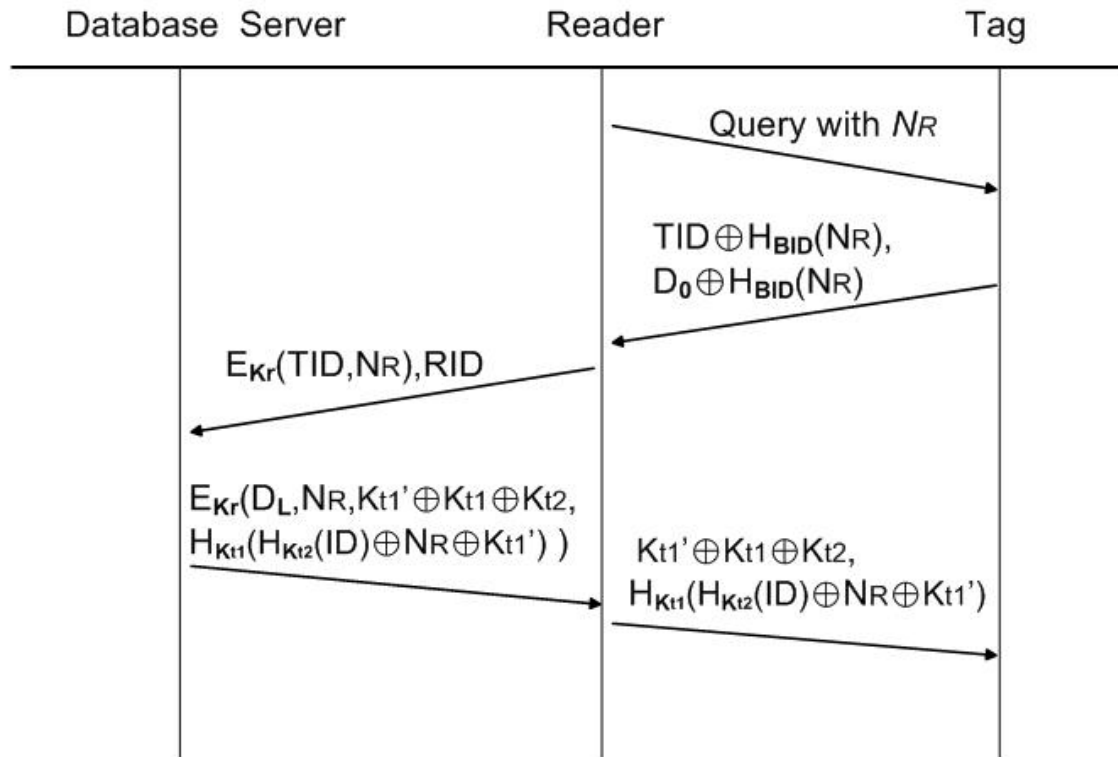 Database Server Reader Tag
Query with NR
TID⊕HBID(NR),
D0⊕HBID(NR)
EKr(TID,NR),RID
EKr(DL,NR,Kt1’⊕Kt1⊕Kt2,
HKt1(HKt2(ID)⊕NR⊕Kt1’) )
Kt1’⊕Kt1⊕Kt2,
HKt1(HKt2(ID)⊕NR⊕Kt1’)